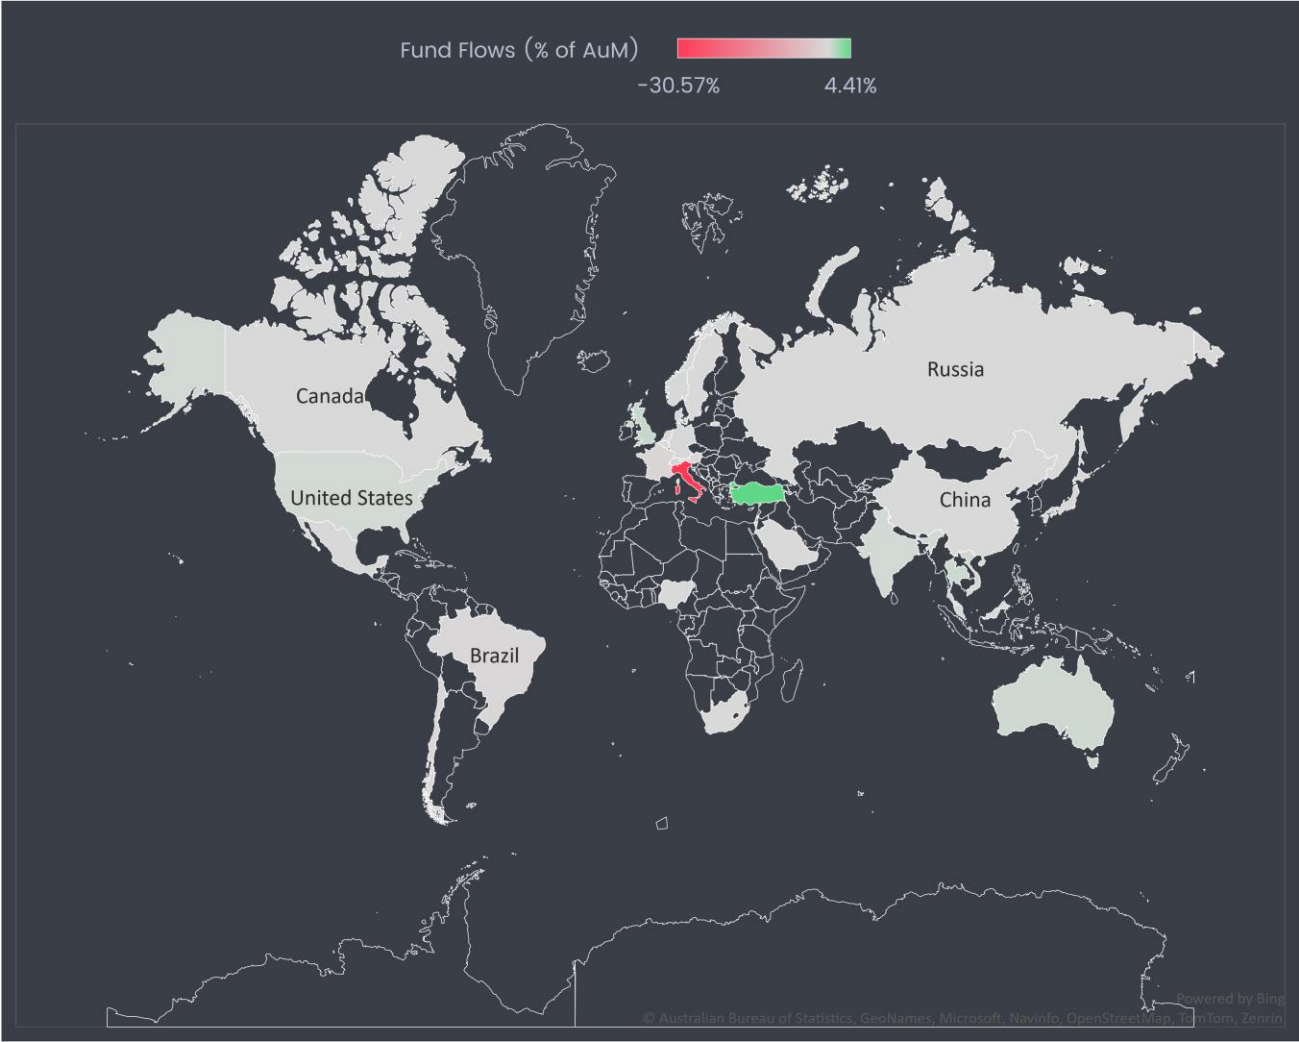 Fund Flows (% of AuM)
-30.57% 4.41%
Canada
Russia
United States
China
Brazil
Powered by Bing
© Australian Bureau of Statistics, GeoNames, Microsoft, Navinfo, OpenStreetMap, TomTom, Zenrin